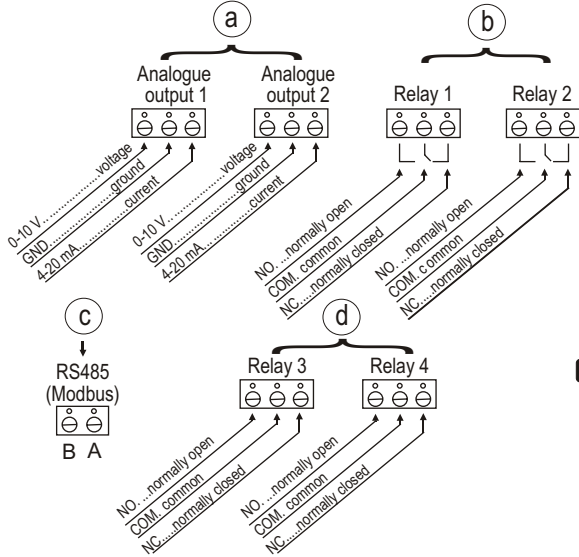 a
Analogue
output 1
Analogue
output 2
0-10 V..................voltage
GND..................ground
4-20 mA..............current
0-10 V..................voltage
GND..................ground
4-20 mA..............current
b
Relay 1
Relay 2
NO. ...normally open
COM. common
NC.....normally closed
NO. ...normally open
COM. c ommon
NC.....normally closed
c
RS485
(Modbus)
B A
d
Relay 3
Relay 4
NO. ...normally open
COM. common
NC.....normally closed
NO. ...normally open
COM. common
NC.....normally closed